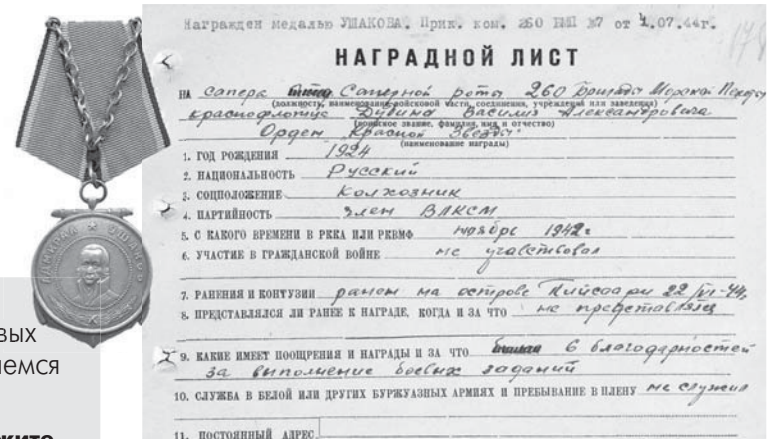 Награжден медалью УШАКОВА. Прик. ком. 260 БМП №7 от 4.07.44г.
НАГРАДНОЙ ЛИСТ
НА сапера Саперной роты 260 Бригады Морской Пехоты
(должность, наименование войсковой части, соединения, учреждения или заведения)
краснофлотца Дубина Василия Александровича
(воинское звание, фамилия, имя и отчество)
Орден Красной Звезды
(наименование награды)
1. ГОД РОЖДЕНИЯ 1924
2. НАЦИОНАЛЬНОСТЬ Русский
3. СОЦПОЛОЖЕНИЕ Колхозник
4. ПАРТИЙНОСТЬ член ВЛКСМ
5. С КАКОГО ВРЕМЕНИ В РККА ИЛИ РКВМФ ноябрь 1942г
6. УЧАСТИЕ В ГРАЖДАНСКОЙ ВОЙНЕ не участвовал
7. РАНЕНИЯ И КОНТУЗИИ ранен на острове 22/VI-44г.
8. ПРЕДСТАВЛЯЛСЯ ЛИ РАНЕЕ К НАГРАДЕ, КОГДА И ЗА ЧТО не представлялся
9. КАКИЕ ИМЕЕТ ПООЩРЕНИЯ И НАГРАДЫ И ЗА ЧТО 6 благодарностей
за выполнение боевых заданий
10. СЛУЖБА В БЕЛОЙ ИЛИ ДРУГИХ БУРЖУАЗНЫХ АРМИЯХ И ПРЕБЫВАНИЕ В ПЛЕНУ не служил
11. ПОСТОЯННЫЙ АДРЕС
АДМИРАЛ ★ УШАКОВ